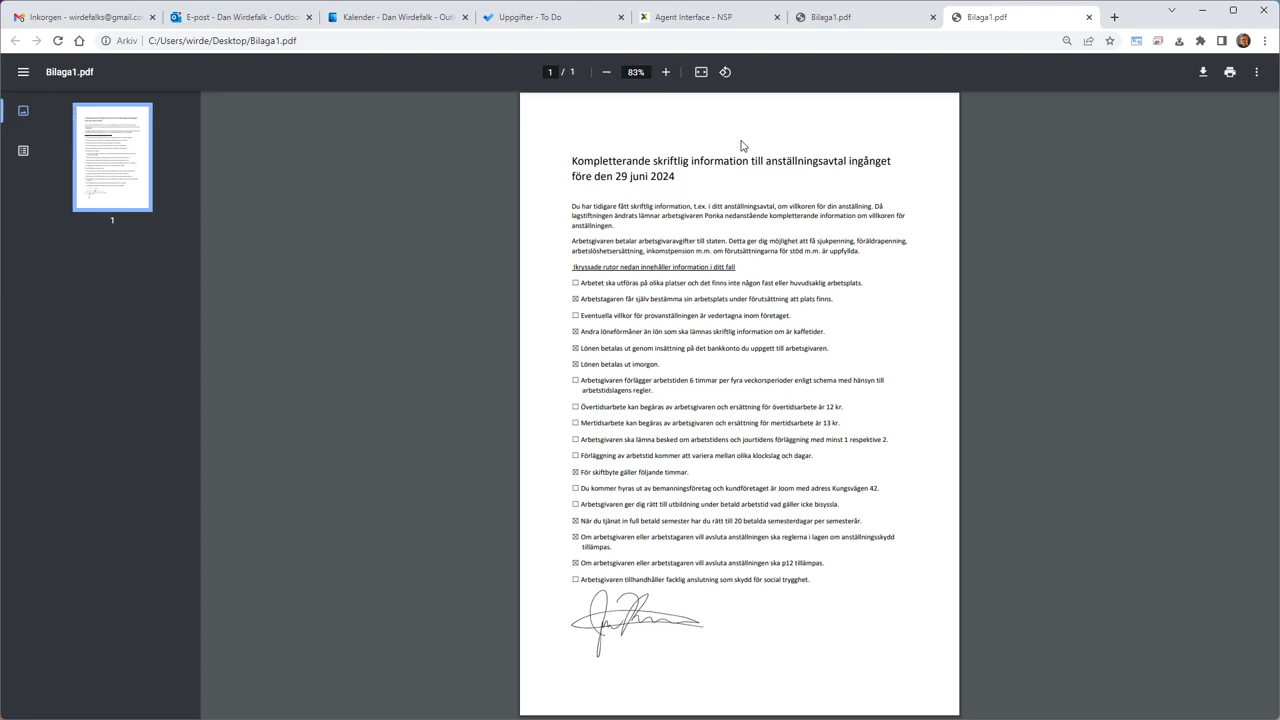 Inkorgen - wirdefalks@gmail.co
E-post - Dan Wirdefalk - Outloo
Kalender - Dan Wirdefalk - Outl
Uppgifter - To Do
Agent Interface - NSP
Bilaga1.pdf
Bilaga1.pdf
Arkiv
C:/Users/wirde/Desktop/Bilaga1.pdf
Bilaga1.pdf
1 / 1
83%
1
Kompletterande skriftlig information till anställningsavtal ingånget
före den 29 juni 2024
Du har tidigare fått skriftlig information, t.ex. i ditt anställningsavtal, om villkoren för din anställning. Då
lagstiftningen ändrats lämnar arbetsgivaren Ponka nedanstående kompletterande information om villkoren för
anställningen.
Arbetsgivaren betalar arbetsgivaravgifter till staten. Detta ger dig möjlighet att få sjukpenning, föräldrapenning,
arbetslöshetsersättning, inkomstpension m.m. om förutsättningarna för stöd m.m. är uppfyllda.
Ikryssade rutor nedan innehåller information i ditt fall
☐ Arbetet ska utföras på olika platser och det finns inte någon fast eller huvudsaklig arbetsplats.
☒ Arbetstagaren får själv bestämma sin arbetsplats under förutsättning att plats finns.
☐ Eventuella villkor för provanställningen är vedertagna inom företaget.
☒ Andra löneförmåner än lön som ska lämnas skriftlig information om är kaffetider.
☒ Lönen betalas ut genom insättning på det bankkonto du uppgett till arbetsgivaren.
☒ Lönen betalas ut imorgon.
☐ Arbetsgivaren förlägger arbetstiden 6 timmar per fyra veckorsperioder enligt schema med hänsyn till
arbetstidslagens regler.
☐ Övertidsarbete kan begäras av arbetsgivaren och ersättning för övertidsarbete är 12 kr.
☐ Mertidsarbete kan begäras av arbetsgivaren och ersättning för mertidsarbete är 13 kr.
☐ Arbetsgivaren ska lämna besked om arbetstidens och jourtidens förläggning med minst 1 respektive 2.
☐ Förläggning av arbetstid kommer att variera mellan olika klockslag och dagar.
☒ För skiftbyte gäller följande timmar.
☐ Du kommer hyras ut av bemanningsföretag och kundföretaget är Joom med adress Kungsvägen 42.
☐ Arbetsgivaren ger dig rätt till utbildning under betald arbetstid vad gäller icke bisyssla.
☒ När du tjänat in full betald semester har du rätt till 20 betalda semesterdagar per semesterår.
☒ Om arbetsgivaren eller arbetstagaren vill avsluta anställningen ska reglerna i lagen om anställningsskydd
tillämpas.
☒ Om arbetsgivaren eller arbetstagaren vill avsluta anställningen ska p12 tillämpas.
☐ Arbetsgivaren tillhandhåller facklig anslutning som skydd för social trygghet.